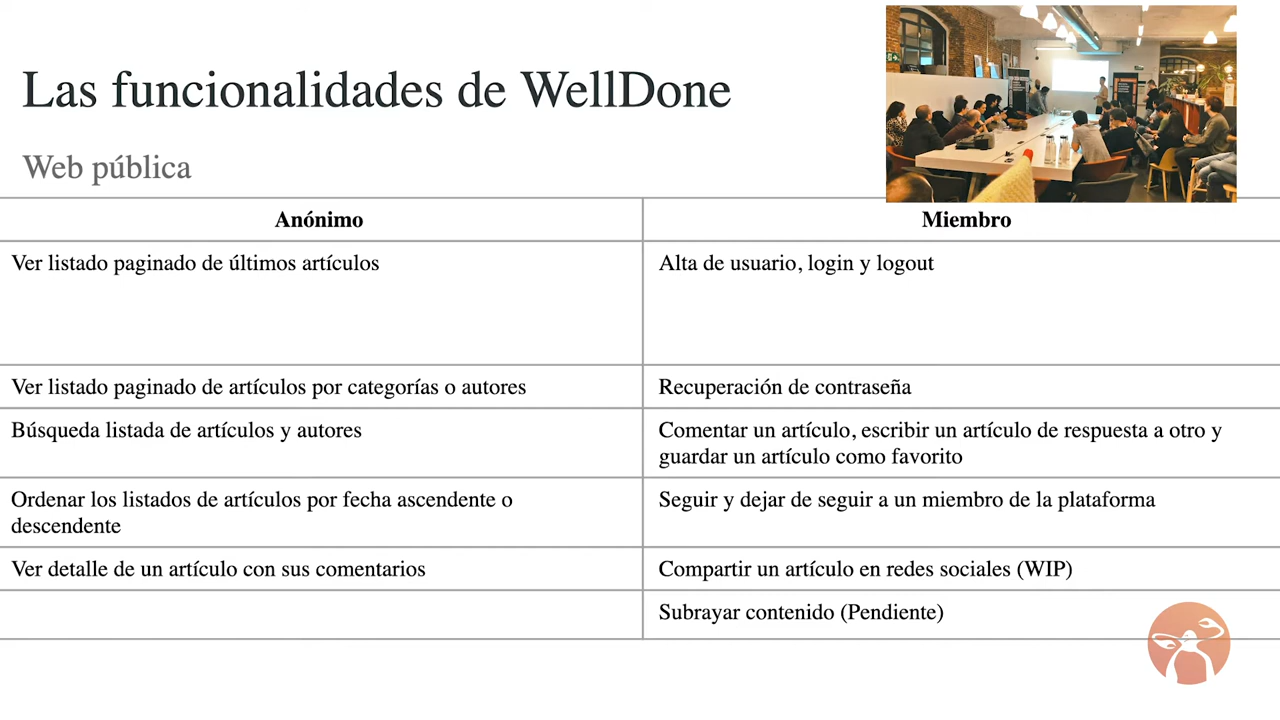 Las funcionalidades de WellDone
Web pública
Anónimo
Miembro
Ver listado paginado de últimos artículos
Alta de usuario, login y logout
Ver listado paginado de artículos por categorías o autores
Recuperación de contraseña
Búsqueda listada de artículos y autores
Comentar un artículo, escribir un artículo de respuesta a otro y
guardar un artículo como favorito
Ordenar los listados de artículos por fecha ascendente o
descendente
Seguir y dejar de seguir a un miembro de la plataforma
Ver detalle de un artículo con sus comentarios
Compartir un artículo en redes sociales (WIP)
Subrayar contenido (Pendiente)